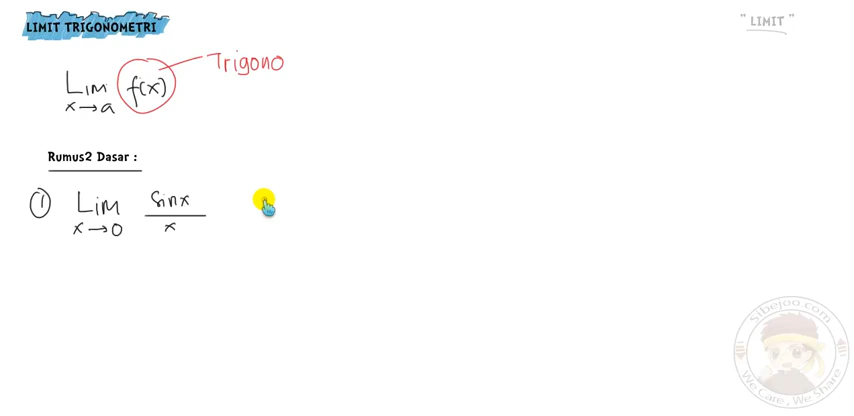 LIMIT TRIGONOMETRI
" LIMIT "
Trigono
Lim f(x)
x→a
Rumus2 Dasar :
① Lim sinx
x→0 x
Sibejoo.com
We Care, We Share